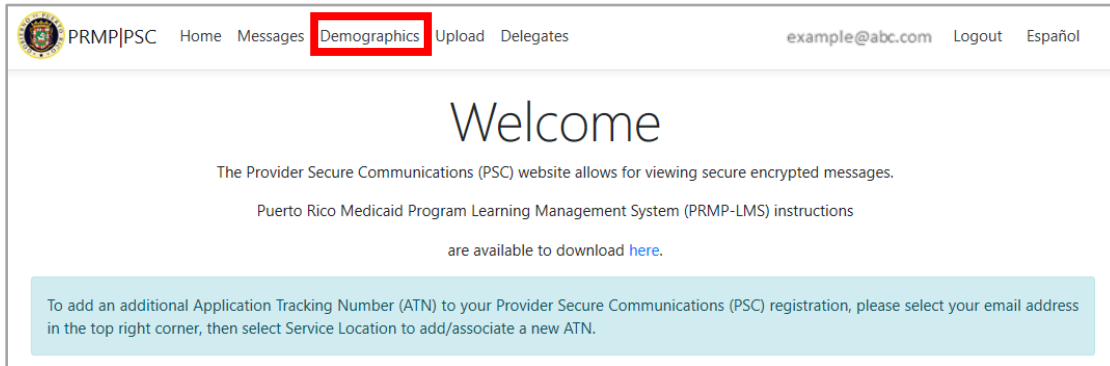 PRMP|PSC Home Messages Demographics Upload Delegates example@abc.com Logout Español
Welcome
The Provider Secure Communications (PSC) website allows for viewing secure encrypted messages.
Puerto Rico Medicaid Program Learning Management System (PRMP-LMS) instructions
are available to download here.
To add an additional Application Tracking Number (ATN) to your Provider Secure Communications (PSC) registration, please select your email address
in the top right corner, then select Service Location to add/associate a new ATN.